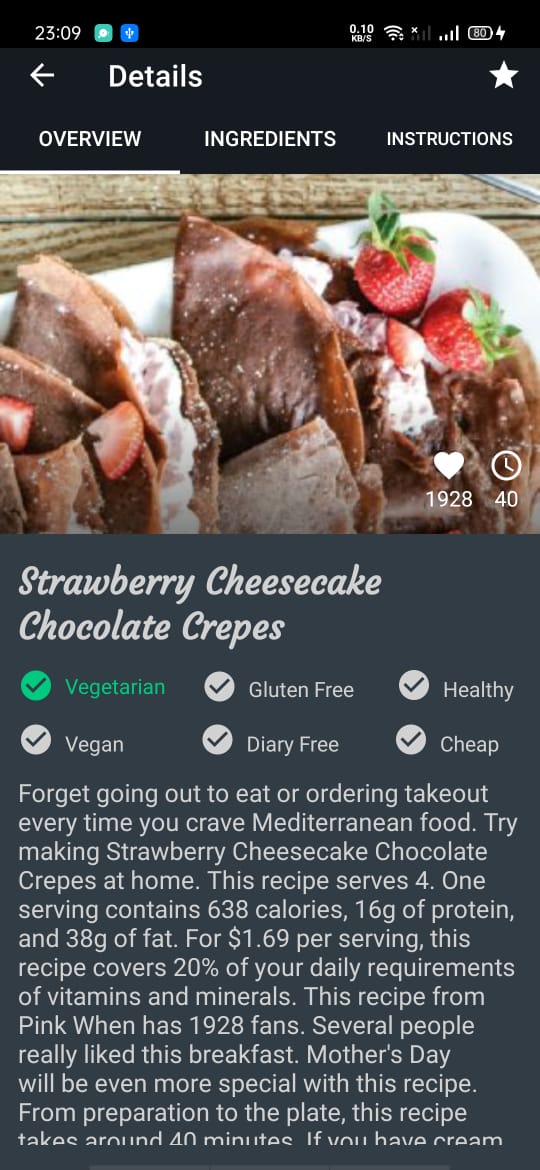 23:09
0.10
KB/S
80
Details
OVERVIEW
INGREDIENTS
INSTRUCTIONS
1928
40
Strawberry Cheesecake
Chocolate Crepes
Vegetarian
Gluten Free
Healthy
Vegan
Diary Free
Cheap
Forget going out to eat or ordering takeout
every time you crave Mediterranean food. Try
making Strawberry Cheesecake Chocolate
Crepes at home. This recipe serves 4. One
serving contains 638 calories, 16g of protein,
and 38g of fat. For $1.69 per serving, this
recipe covers 20% of your daily requirements
of vitamins and minerals. This recipe from
Pink When has 1928 fans. Several people
really liked this breakfast. Mother's Day
will be even more special with this recipe.
From preparation to the plate, this recipe
takes around 40 minutes. If you have cream